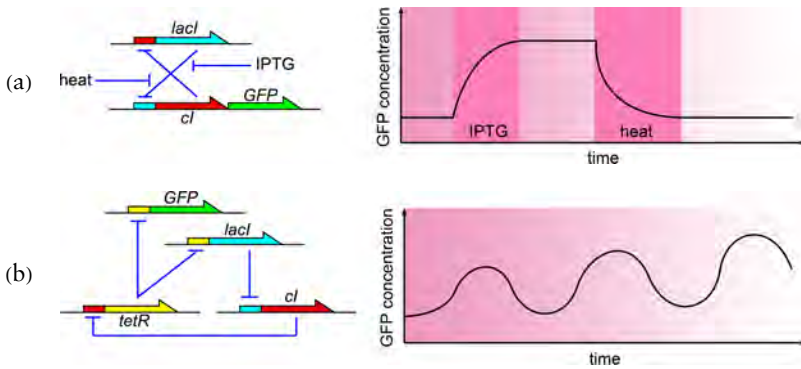 (a)
lacI
heat
IPTG
cI
GFP
GFP concentration
IPTG
heat
time
(b)
GFP
lacI
tetR
cI
GFP concentration
time